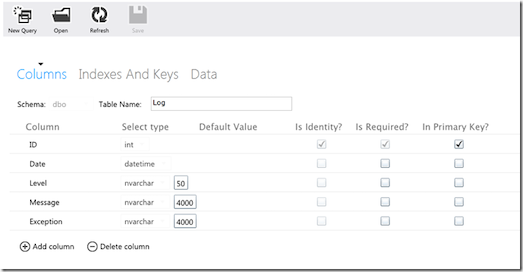 New Query Open Refresh Save
Columns Indexes And Keys Data
Schema: dbo Table Name: Log
Column Select type Default Value Is Identity? Is Required? In Primary Key?
ID int
Date datetime
Level nvarchar 50
Message nvarchar 4000
Exception nvarchar 4000
Add column Delete column